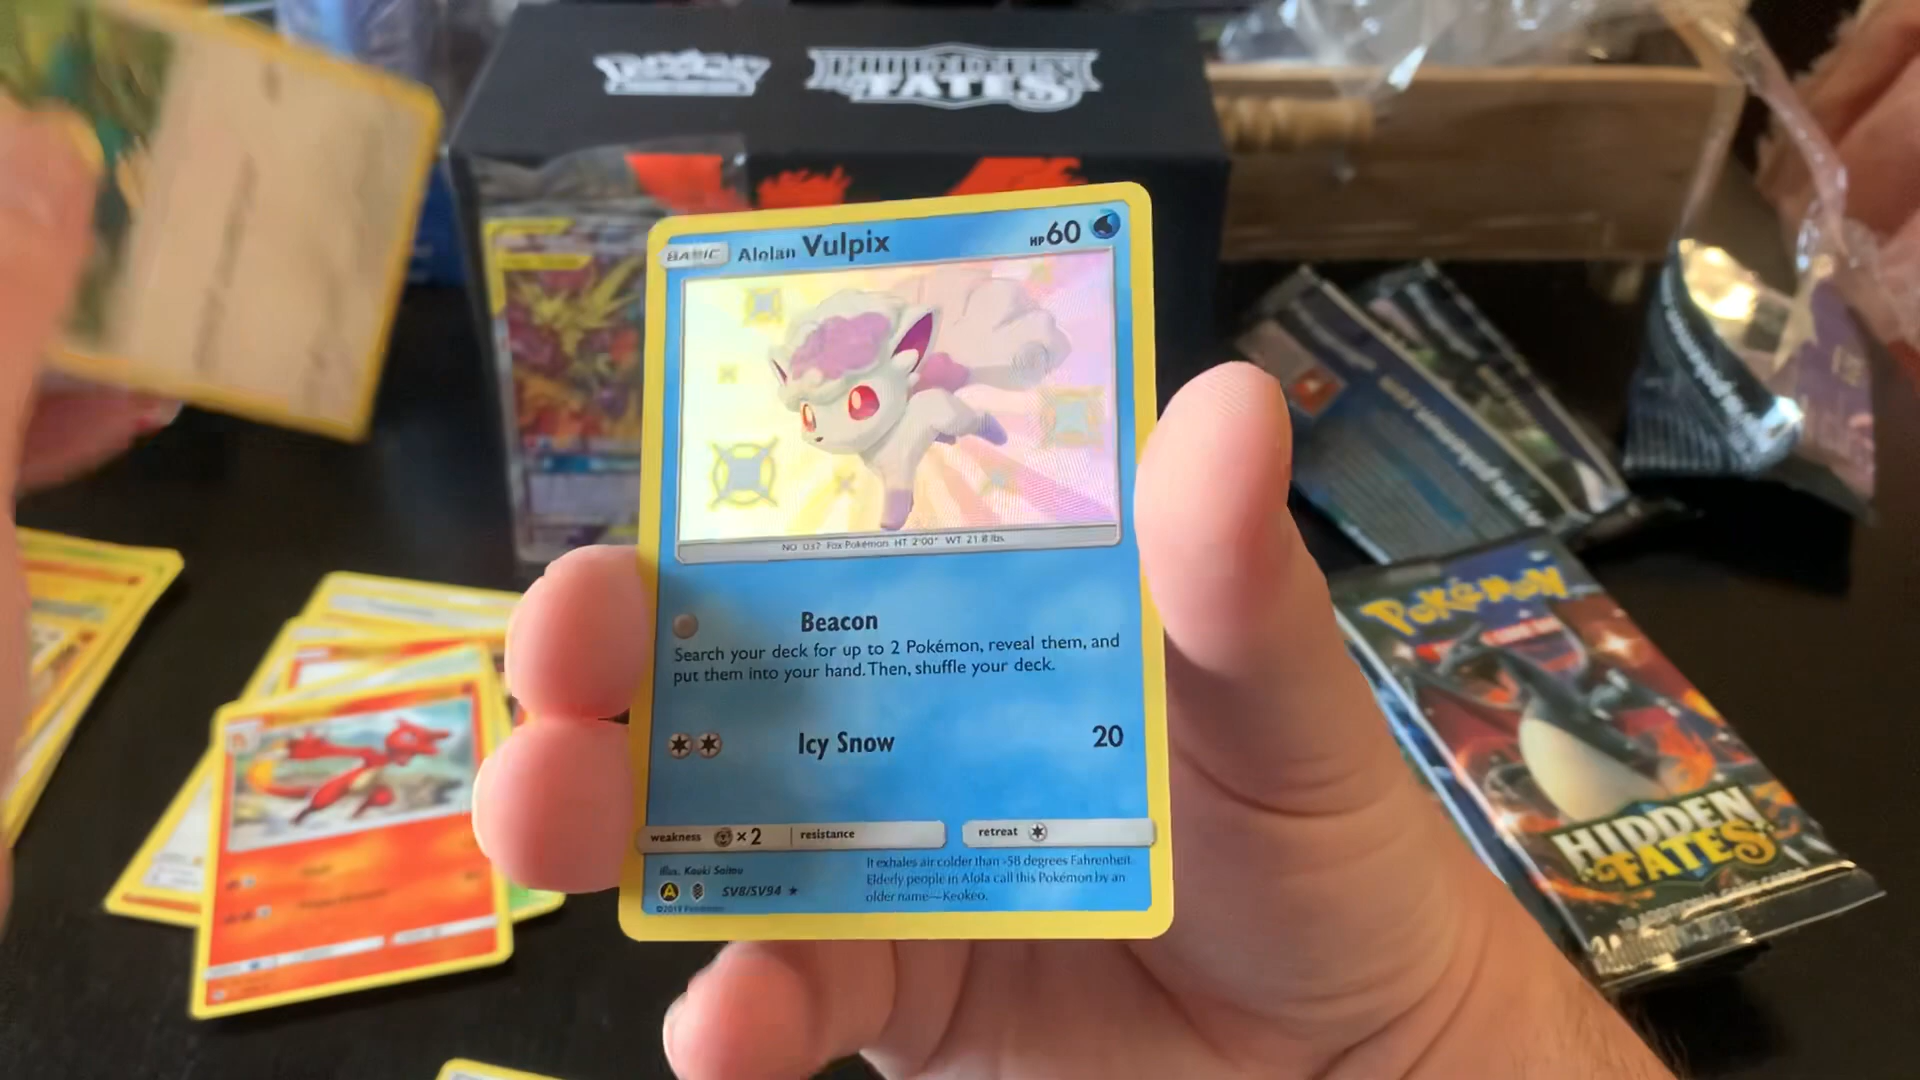 Pokémon
HIDDEN
FATES
BASIC Alolan Vulpix HP 60
NO. 037 Fox Pokémon HT 2'00" WT 21.8 lbs.
Beacon
Search your deck for up to 2 Pokémon, reveal them, and
put them into your hand. Then, shuffle your deck.
Icy Snow 20
weakness ×2 resistance
retreat
illus. Kouki Saitou
A SV8/SV94 ★
It exhales air colder than -58 degrees Fahrenheit.
Elderly people in Alola call this Pokémon by an
older name—Keokeo.
POKéMON
HIDDEN
FATES